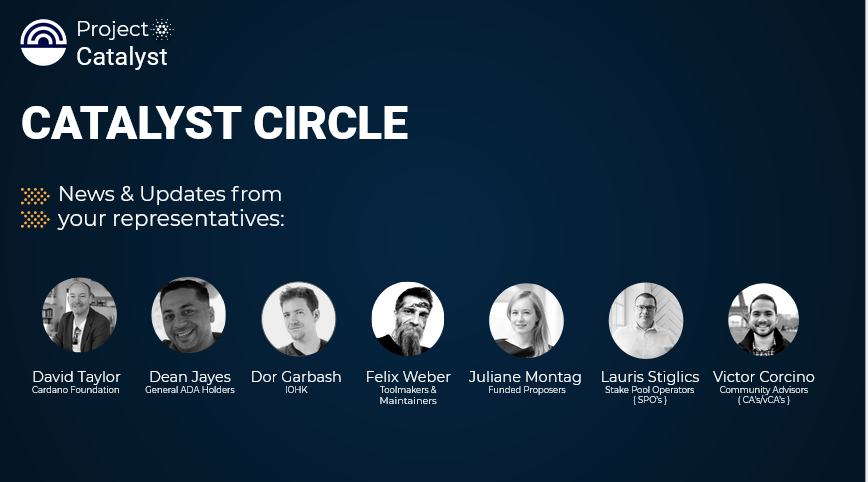 Project
Catalyst
CATALYST CIRCLE
News & Updates from
your representatives:
David Taylor
Cardano Foundation
Dean Jayes
General ADA Holders
Dor Garbash
IOHK
Felix Weber
Toolmakers &
Maintainers
Juliane Montag
Funded Proposers
Lauris Stiglics
Stake Pool Operators
{ SPO's }
Victor Corcino
Community Advisors
{ CA's/vCA's }